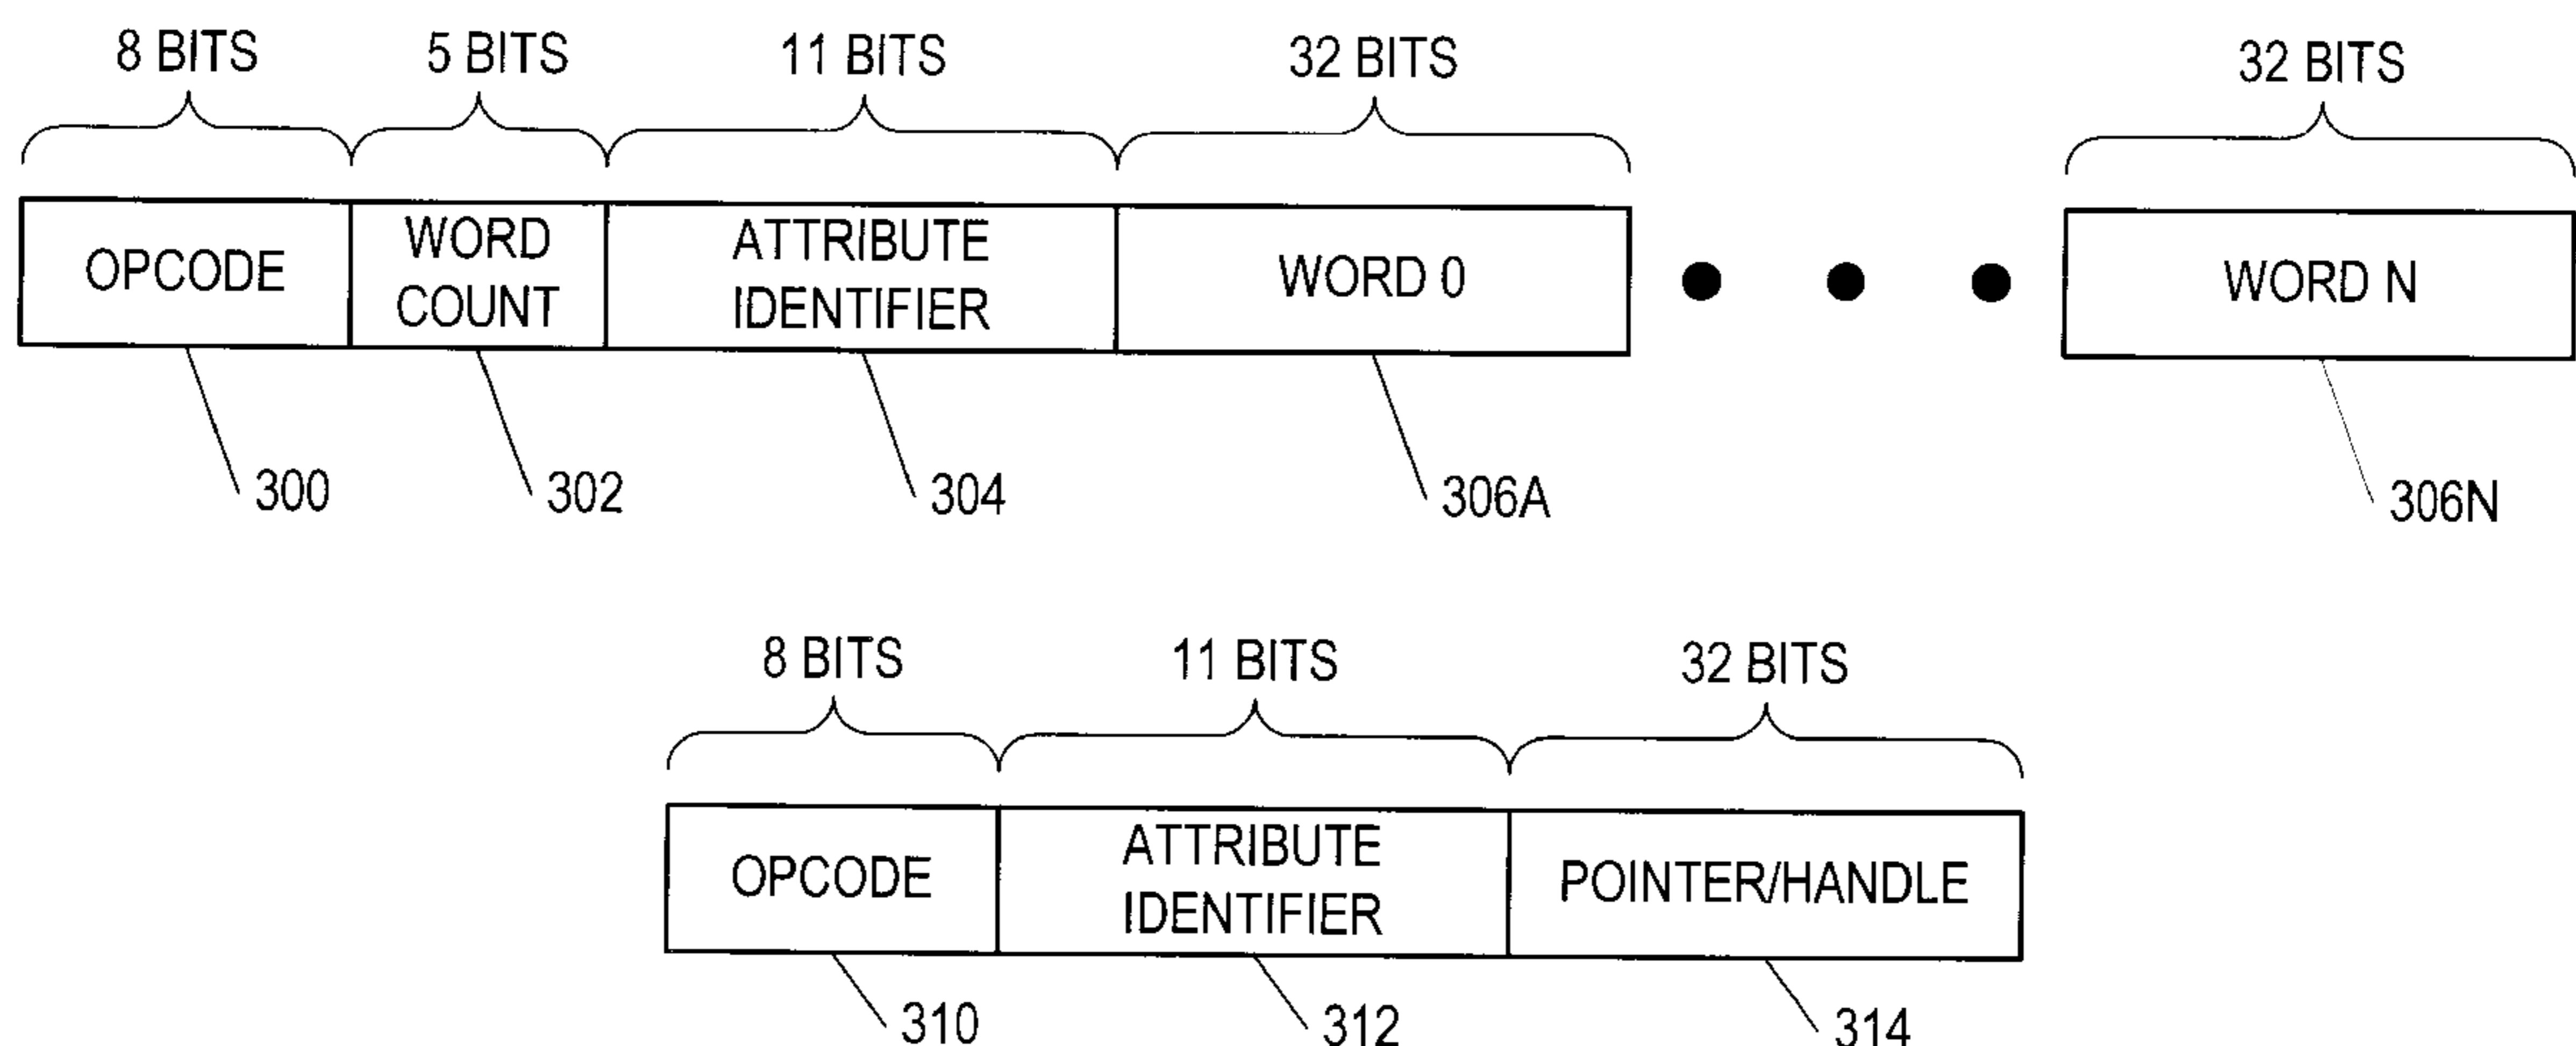 8 BITS
5 BITS
11 BITS
32 BITS
32 BITS
OPCODE
WORD
COUNT
ATTRIBUTE
IDENTIFIER
WORD 0
WORD N
300
302
304
306A
306N
8 BITS
11 BITS
32 BITS
OPCODE
ATTRIBUTE
IDENTIFIER
POINTER/HANDLE
310
312
314